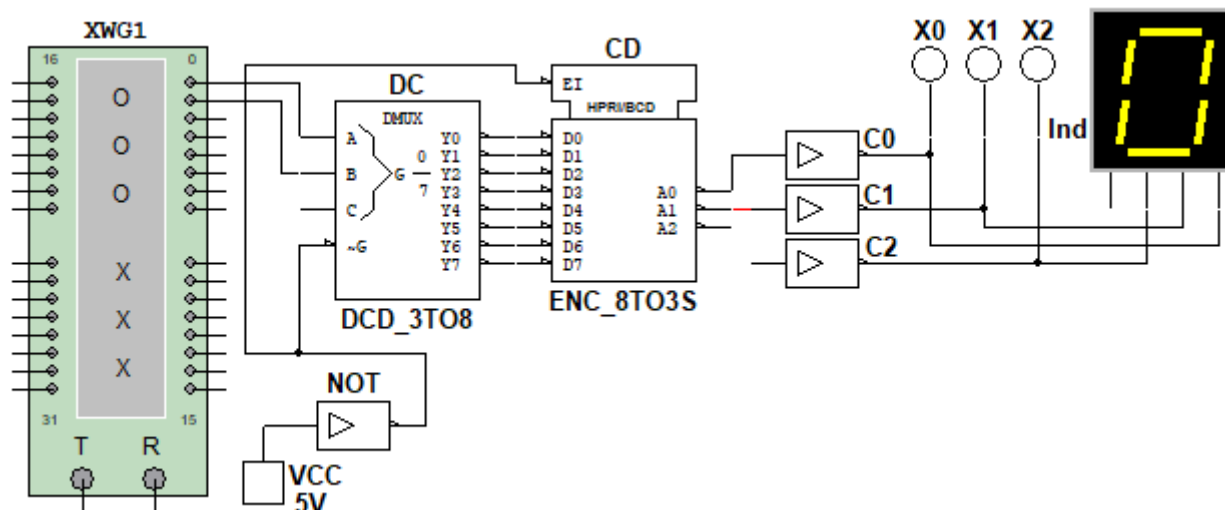 XWG1
16 0
O
O
O
X
X
X
31 15
T R
DC
DMUX
A
B
C
~G
G 0
7
Y0
Y1
Y2
Y3
Y4
Y5
Y6
Y7
DCD_3TO8
NOT
VCC
5V
CD
EI
HPRI/BCD
D0
D1
D2
D3
D4
D5
D6
D7
A0
A1
A2
ENC_8TO3S
C0
C1
C2
X0 X1 X2
Ind
0